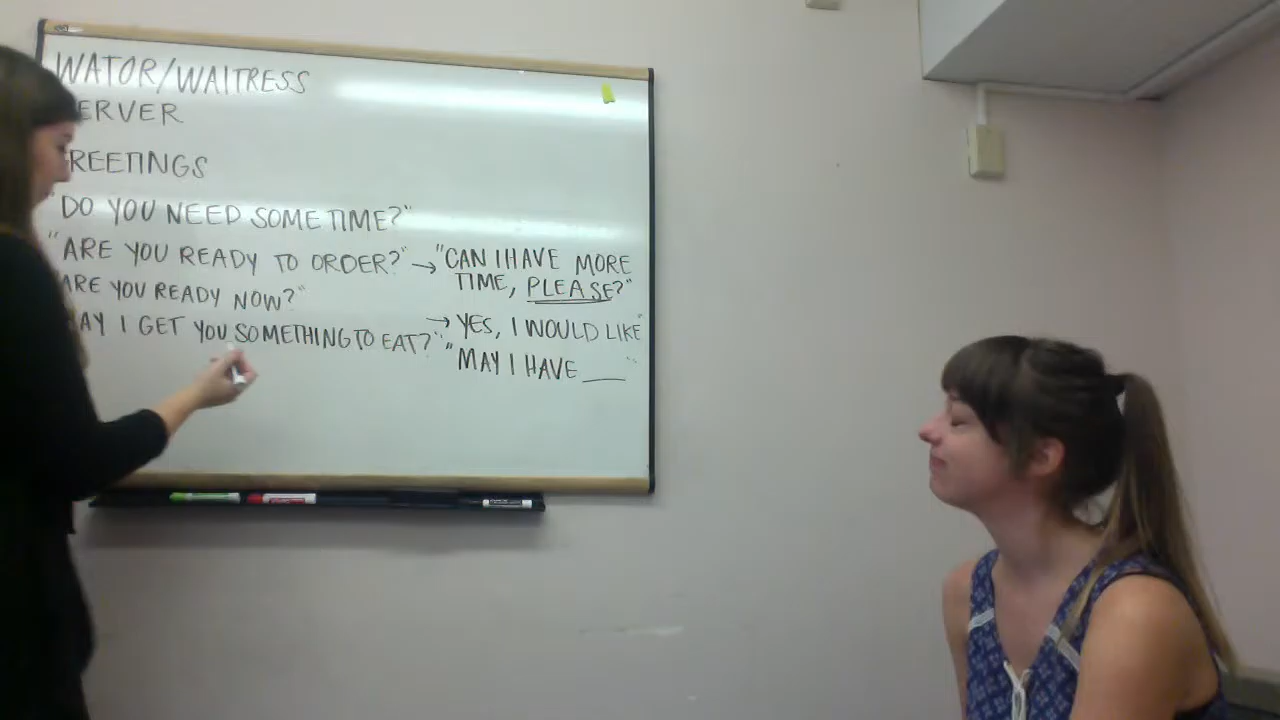 WATOR/WAITRESS
ERVER
REETINGS
"DO YOU NEED SOME TIME?"
"ARE YOU READY TO ORDER?" → "CAN I HAVE MORE
TIME, PLEASE?"
ARE YOU READY NOW?"
MAY I GET YOU SOMETHING TO EAT?" → YES, I WOULD LIKE"
"MAY I HAVE ___"